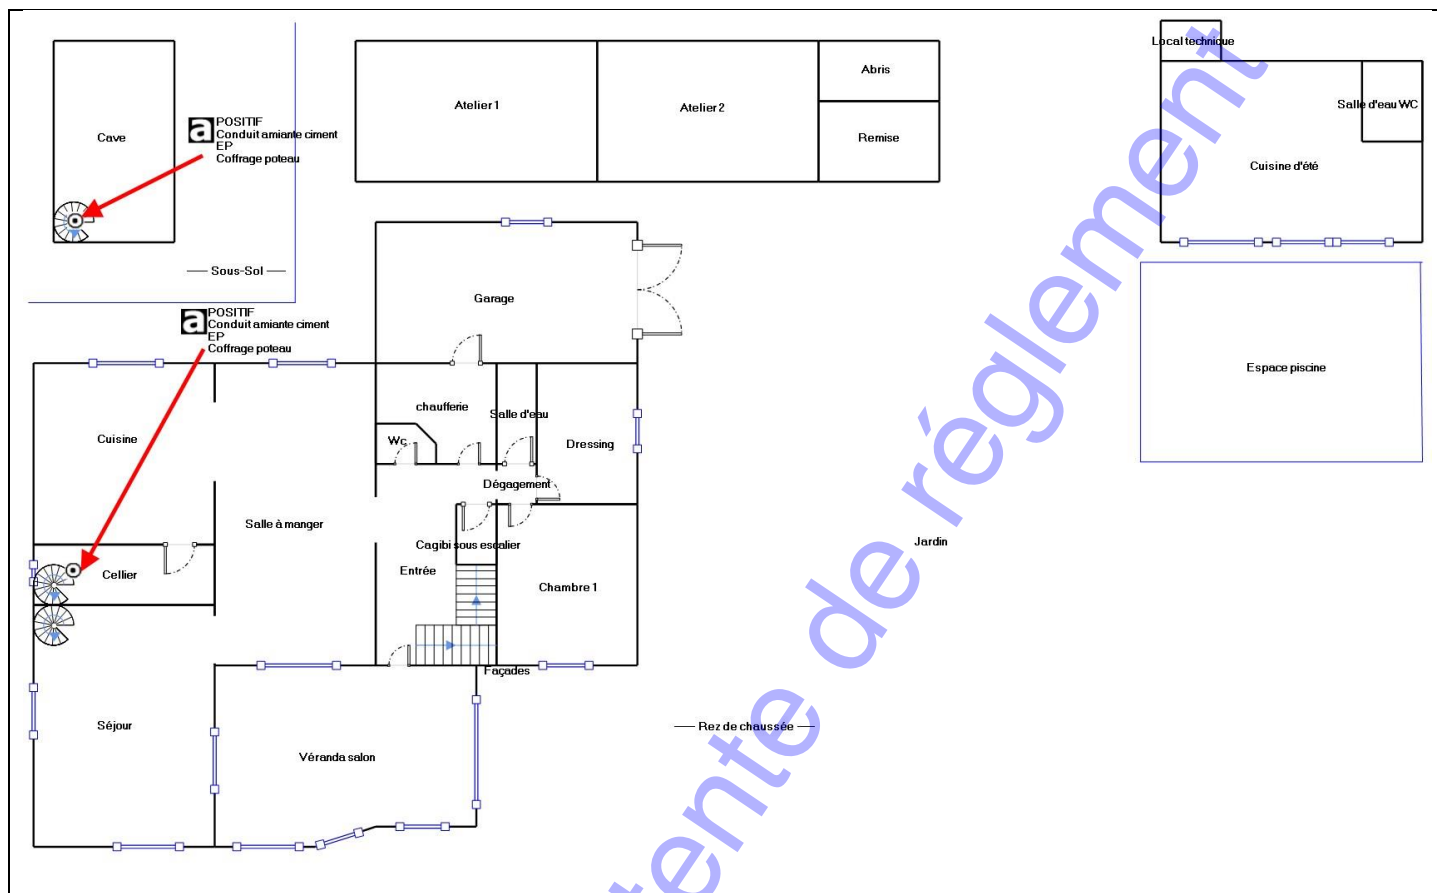 Local technique
Abris
Atelier 1
Atelier 2
Salle d'eau WC
a
POSITIF
Conduit amiante ciment
EP
Coffrage poteau
Cave
Remise
Cuisine d'été
Sous-Sol
Garage
a
POSITIF
Conduit amiante ciment
EP
Coffrage poteau
Espace piscine
chaufferie
Salle d'eau
Cuisine
Wc
Dressing
Dégagement
Salle à manger
Cagibi sous escalier
Jardin
Cellier
Entrée
Chambre 1
Façades
Séjour
Rez de chaussée
Véranda salon
tente de réglement